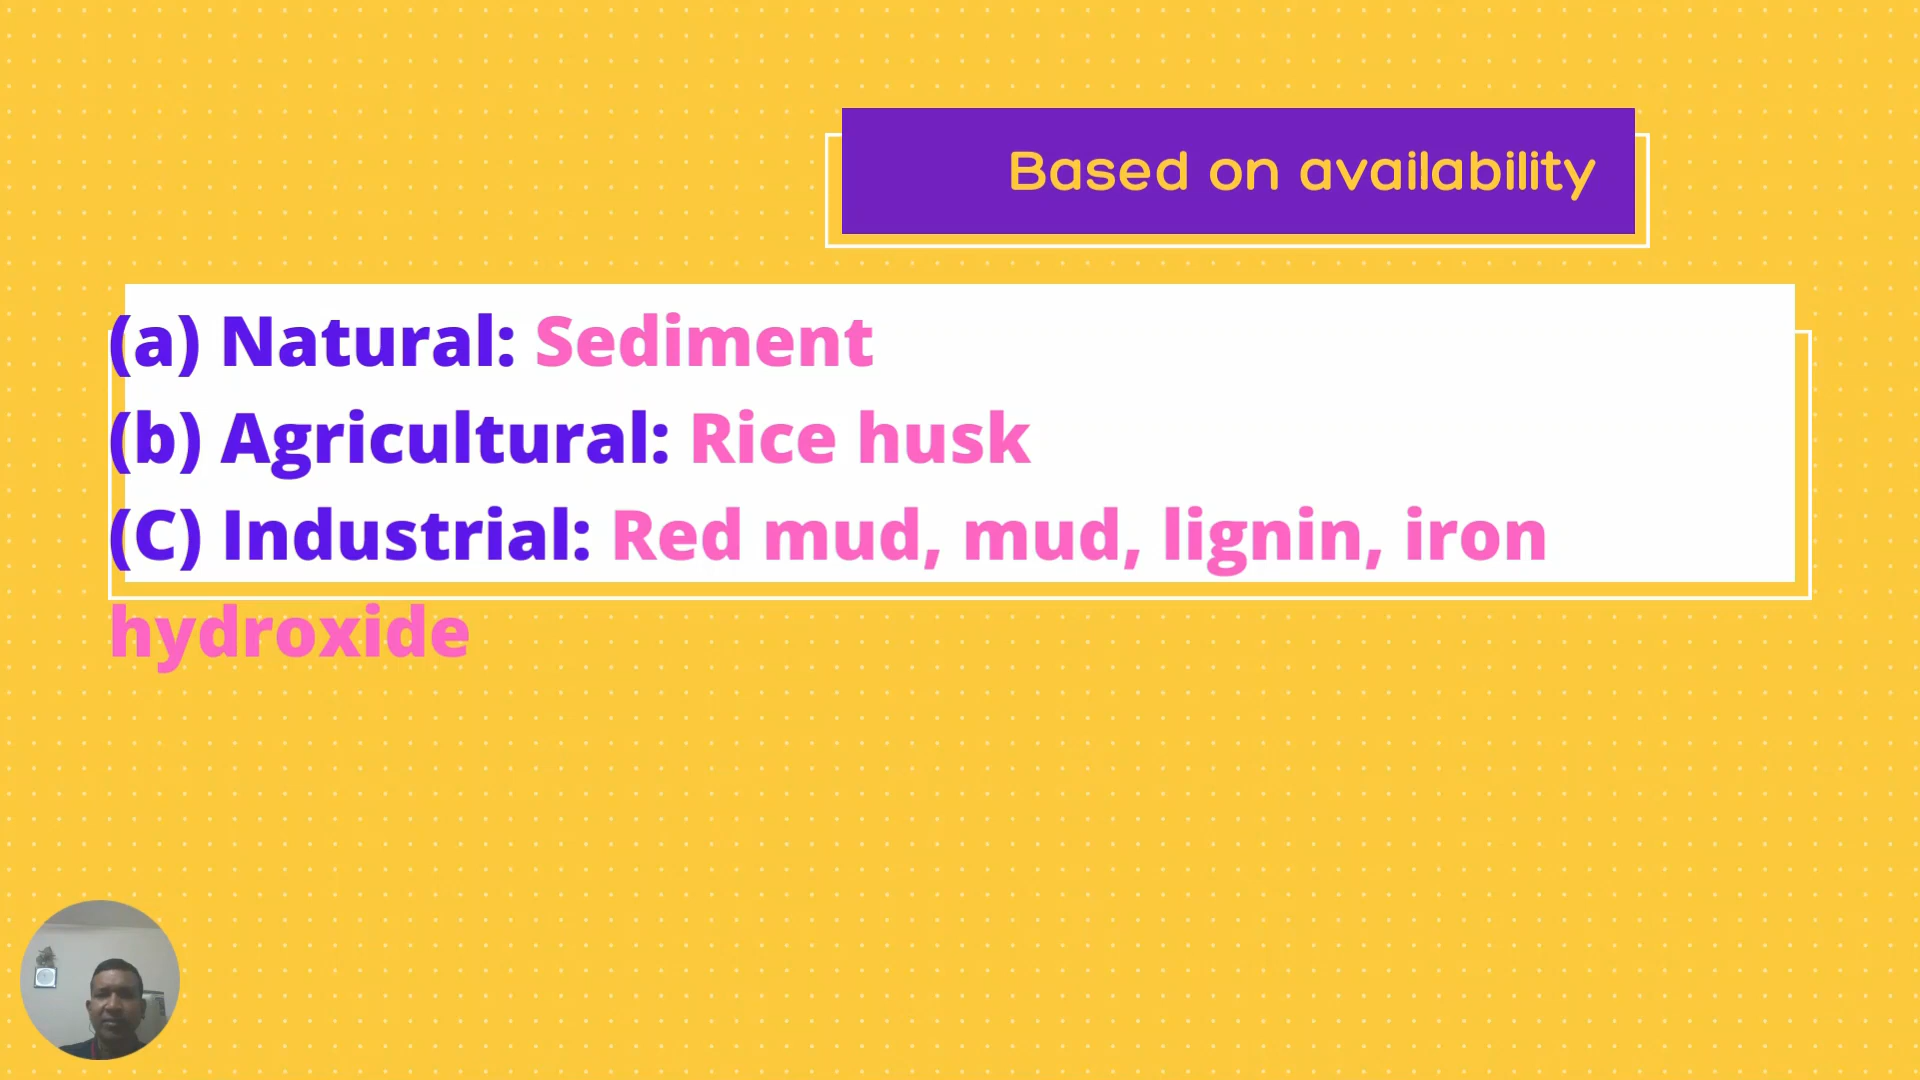 Based on availability
(a) Natural: Sediment
(b) Agricultural: Rice husk
(C) Industrial: Red mud, mud, lignin, iron
hydroxide